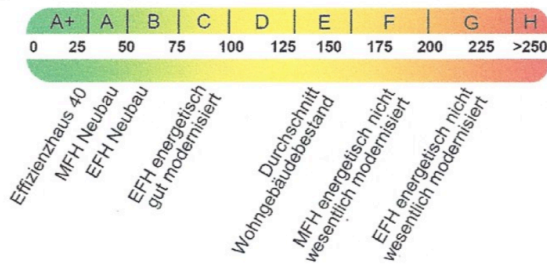 A+ A B C D E F G H
0 25 50 75 100 125 150 175 200 225 >250
Effizienzhaus 40
MFH Neubau
EFH Neubau
EFH energetisch
gut modernisiert
Durchschnitt
Wohngebäudebestand
MFH energetisch nicht
wesentlich modernisiert
EFH energetisch nicht
wesentlich modernisiert